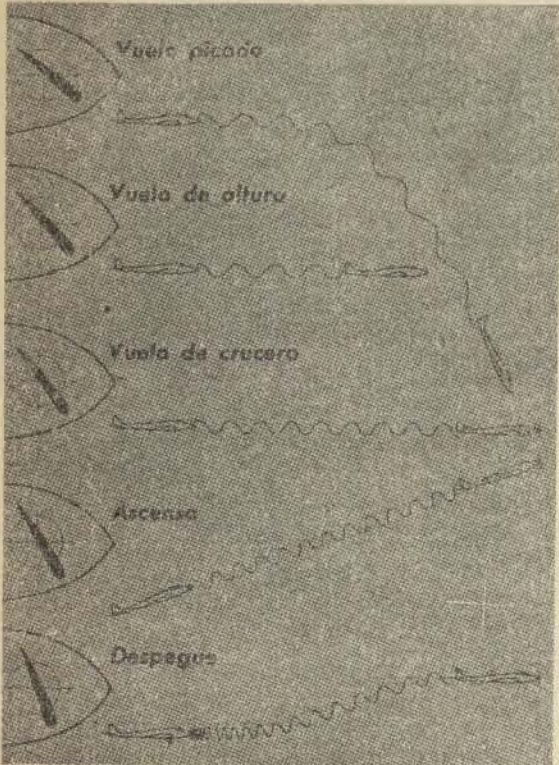 Vuelo picado
Vuelo de altura
Vuelo de crucero
Ascenso
Despegue